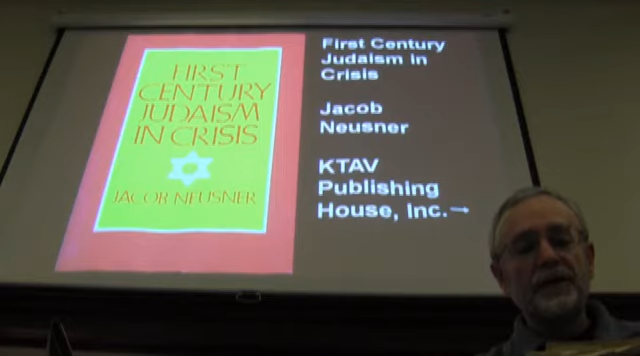 FIRST
CENTURY
JUDAISM
IN CRISIS
JACOB NEUSNER
First Century
Judaism in
Crisis
Jacob
Neusner
KTAV
Publishing
House, Inc.→